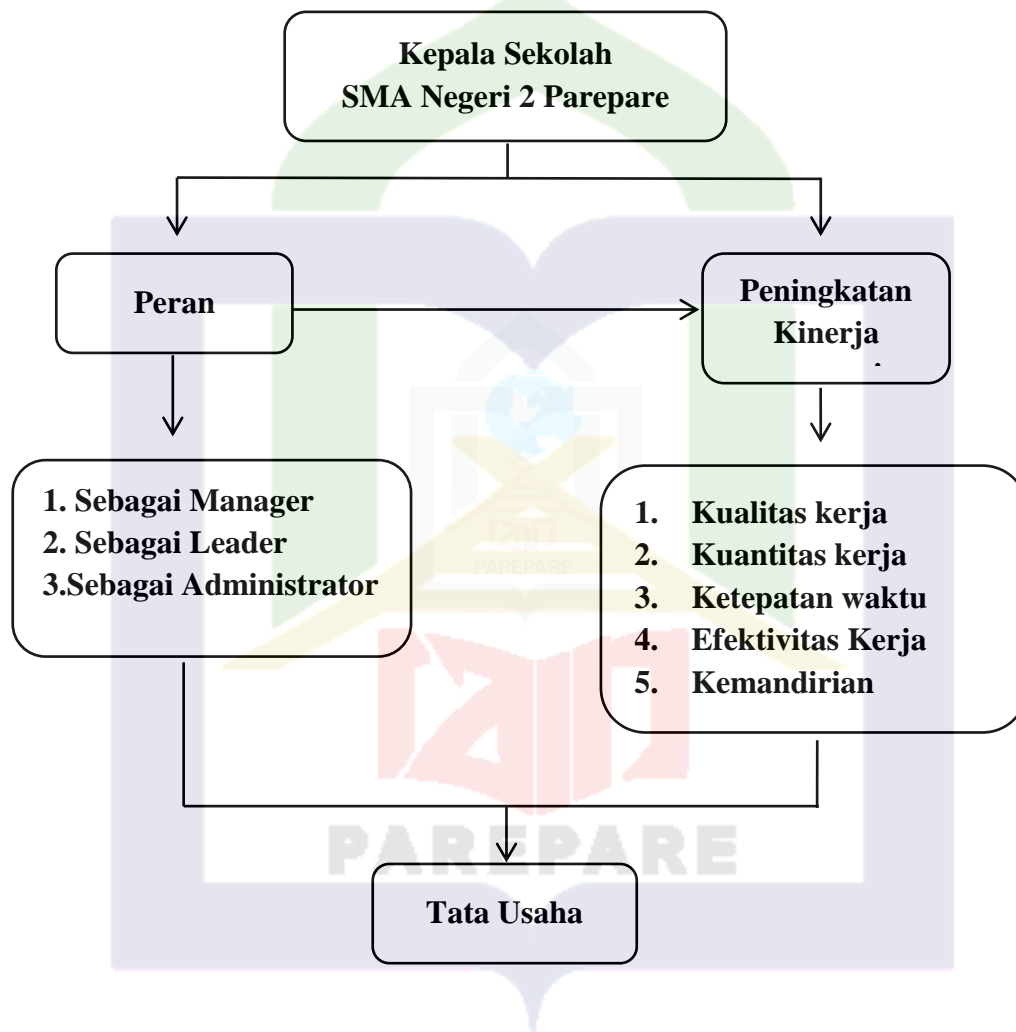 Kepala Sekolah
SMA Negeri 2 Parepare
Peran
Peningkatan
Kinerja
1. Sebagai Manager
2. Sebagai Leader
3.Sebagai Administrator
1. Kualitas kerja
2. Kuantitas kerja
3. Ketepatan waktu
4. Efektivitas Kerja
5. Kemandirian
PAREPARE
PAREPARE
Tata Usaha